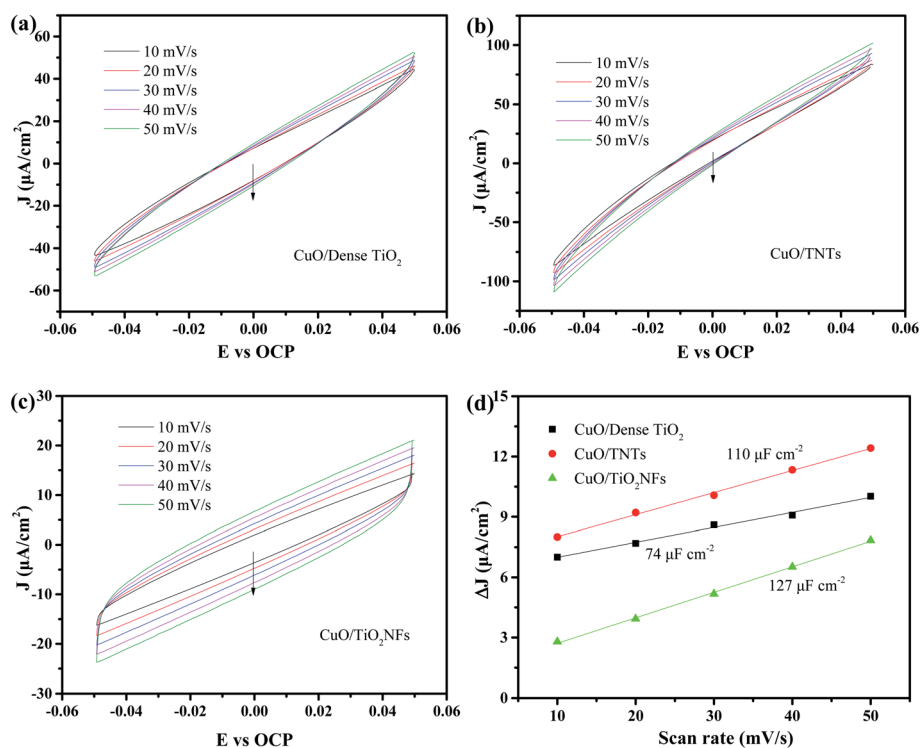 (a)
10 mV/s
20 mV/s
30 mV/s
40 mV/s
50 mV/s
CuO/Dense TiO₂
J (μA/cm²)
60
40
20
0
-20
-40
-60
-0.06 -0.04 -0.02 0.00 0.02 0.04 0.06
E vs OCP
(b)
10 mV/s
20 mV/s
30 mV/s
40 mV/s
50 mV/s
CuO/TNTs
J (μA/cm²)
100
50
0
-50
-100
-0.06 -0.04 -0.02 0.00 0.02 0.04 0.06
E vs OCP
(c)
10 mV/s
20 mV/s
30 mV/s
40 mV/s
50 mV/s
CuO/TiO₂NFs
J (μA/cm²)
30
20
10
0
-10
-20
-30
-0.06 -0.04 -0.02 0.00 0.02 0.04 0.06
E vs OCP
(d)
CuO/Dense TiO₂
CuO/TNTs
CuO/TiO₂NFs
110 μF cm⁻²
74 μF cm⁻²
127 μF cm⁻²
ΔJ (μA/cm²)
15
12
9
6
3
0
10 20 30 40 50
Scan rate (mV/s)